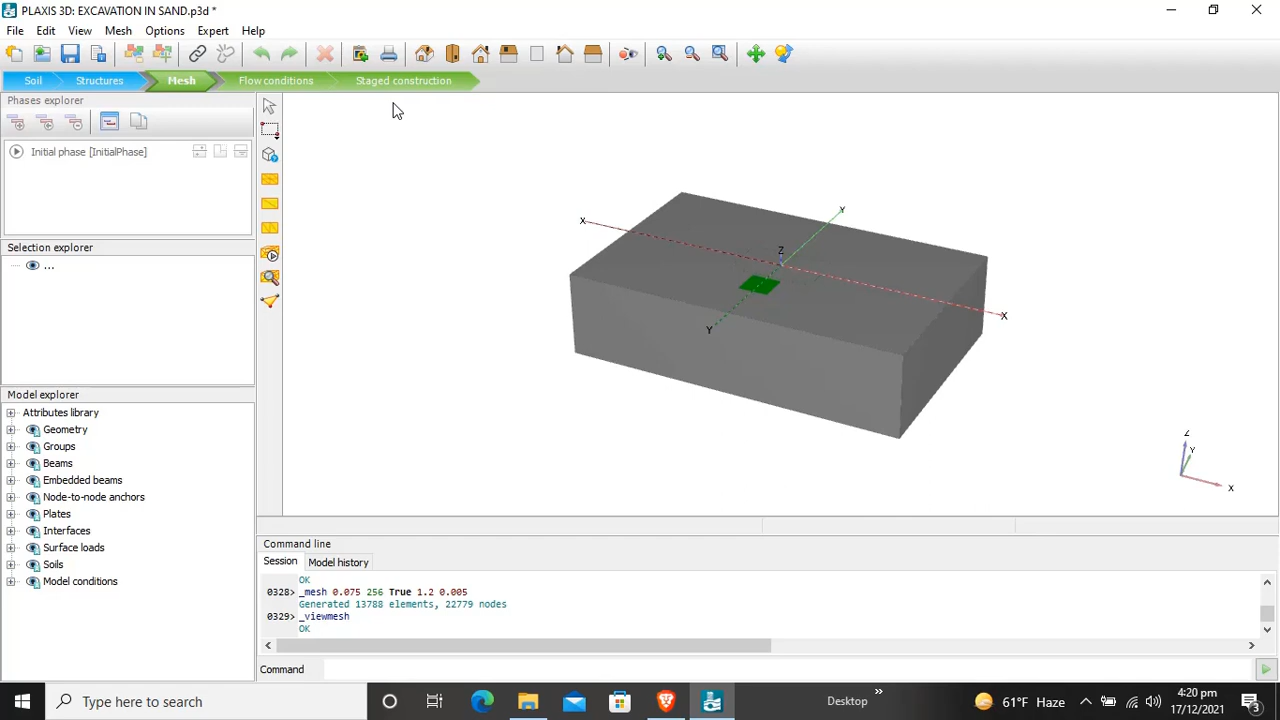 PLAXIS 3D: EXCAVATION IN SAND.p3d *
File Edit View Mesh Options Expert Help
Soil Structures Mesh Flow conditions Staged construction
Phases explorer
Initial phase [InitialPhase]
Selection explorer
...
Model explorer
Attributes library
Geometry
Groups
Beams
Embedded beams
Node-to-node anchors
Plates
Interfaces
Surface loads
Soils
Model conditions
X
Y
Z
Y
X
Z
Y
X
Command line
Session Model history
OK
0328> _mesh 0.075 256 True 1.2 0.005
Generated 13788 elements, 22779 nodes
0329> _viewmesh
OK
Command
Type here to search
Desktop
»
61°F Haze
4:20 pm
17/12/2021
3